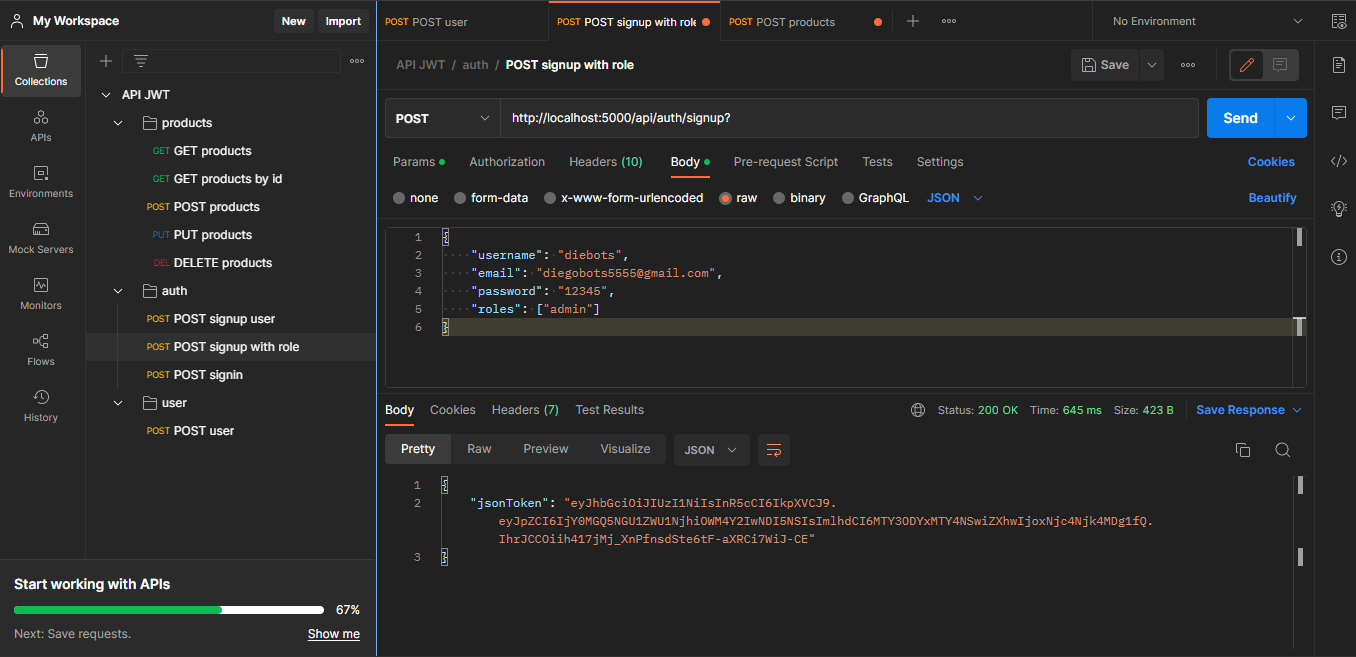 My Workspace
New
Import
Collections
APIs
Environments
Mock Servers
Monitors
Flows
History
API JWT
products
GET GET products
GET GET products by id
POST POST products
PUT PUT products
DEL DELETE products
auth
POST POST signup user
POST POST signup with role
POST POST signin
user
POST POST user
Start working with APIs
67%
Next: Save requests.
Show me
POST POST user
POST POST signup with role
POST POST products
No Environment
API JWT / auth / POST signup with role
Save
POST
http://localhost:5000/api/auth/signup?
Send
Params
Authorization
Headers (10)
Body
Pre-request Script
Tests
Settings
Cookies
none
form-data
x-www-form-urlencoded
raw
binary
GraphQL
JSON
Beautify
1 {
2 "username": "diebots",
3 "email": "diegobots5555@gmail.com",
4 "password": "12345",
5 "roles": ["admin"]
6 }
Body
Cookies
Headers (7)
Test Results
Status: 200 OK
Time: 645 ms
Size: 423 B
Save Response
Pretty
Raw
Preview
Visualize
JSON
1 {
2 "jsonToken": "eyJhbGciOiJIUzI1NiIsInR5cCI6IkpXVCJ9.
eyJpZCI6IjY0MGQ5NGU1ZWU1NjhiOWM4Y2IwNDI5NSIsImlhdCI6MTY3ODYxMTY4NSwiZXhwIjoxNjc4Njk4MDg1fQ.
IhrJCCOiih417jMj_XnPfnsdSte6tF-aXRCi7WiJ-CE"
3 }